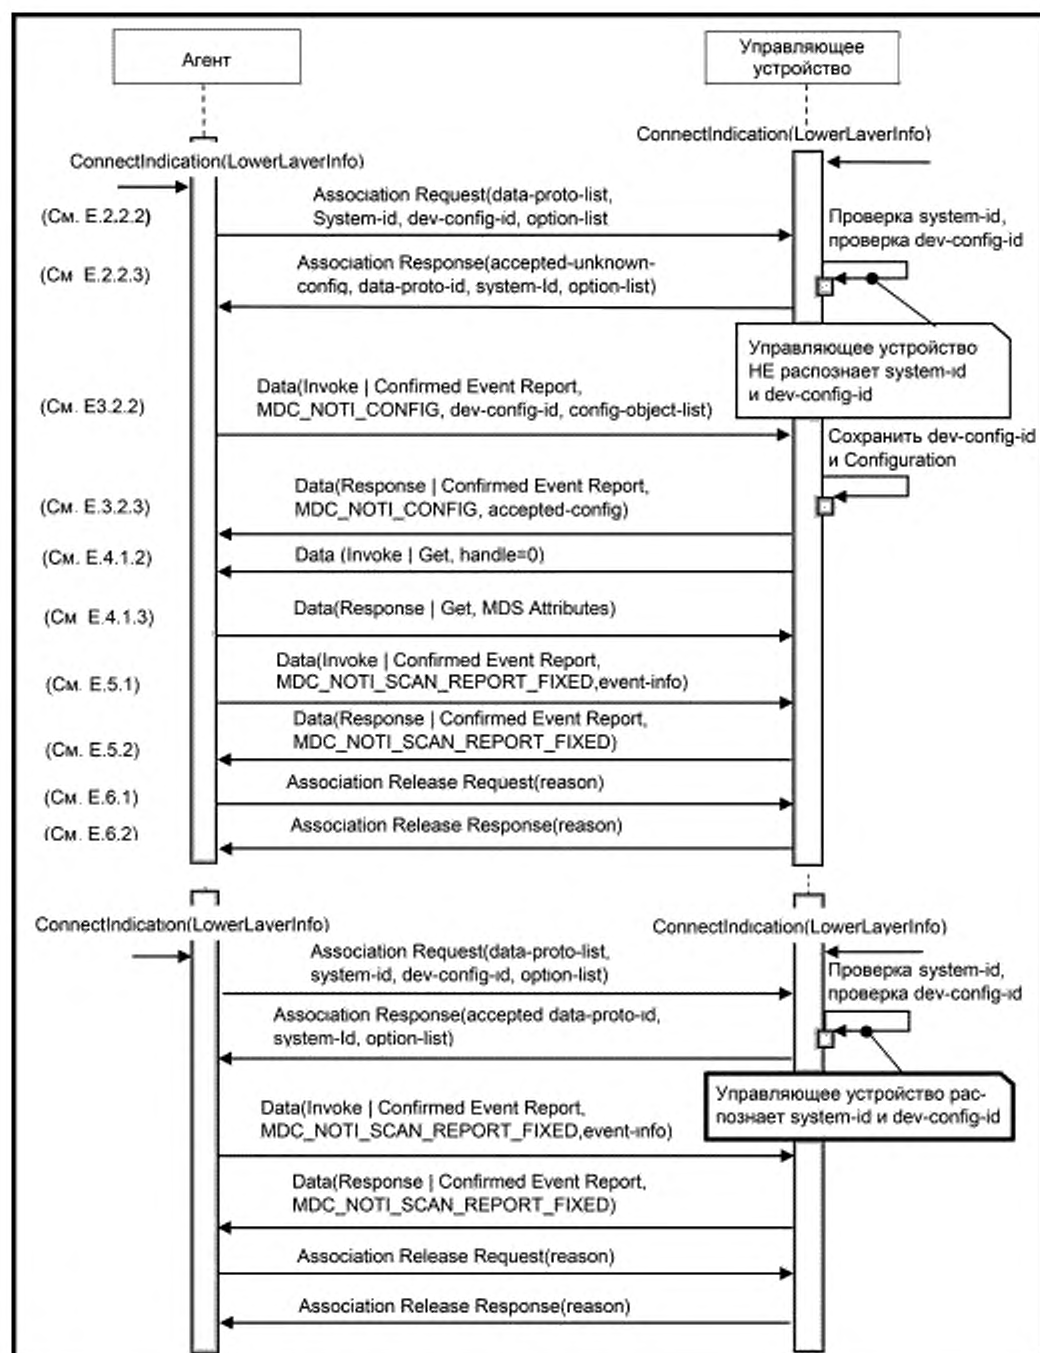 Агент
Управляющее
устройство
ConnectIndication(LowerLayerInfo)
ConnectIndication(LowerLayerInfo)
Association Request(data-proto-list,
System-id, dev-config-id, option-list
(См. Е.2.2.2)
Проверка system-id,
проверка dev-config-id
Association Response(accepted-unknown-
config, data-proto-id, system-Id, option-list)
(См Е.2.2.3)
Управляющее устройство
НЕ распознает system-id
и dev-config-id
Data(Invoke | Confirmed Event Report,
MDC_NOTI_CONFIG, dev-config-id, config-object-list)
(См. Е3.2.2)
Сохранить dev-config-id
и Configuration
Data(Response | Confirmed Event Report,
MDC_NOTI_CONFIG, accepted-config)
(См. Е.3.2.3)
Data (Invoke | Get, handle=0)
(См. Е.4.1.2)
Data(Response | Get, MDS Attributes)
(См Е.4.1.3)
Data(Invoke | Confirmed Event Report,
MDC_NOTI_SCAN_REPORT_FIXED,event-info)
(См. Е.5.1)
Data(Response | Confirmed Event Report,
MDC_NOTI_SCAN_REPORT_FIXED)
(См. Е.5.2)
Association Release Request(reason)
(См. Е.6.1)
Association Release Response(reason)
(См. Е.6.2)
ConnectIndication(LowerLayerInfo)
ConnectIndication(LowerLayerInfo)
Association Request(data-proto-list,
system-id, dev-config-id, option-list)
Проверка system-id,
проверка dev-config-id
Association Response(accepted data-proto-id,
system-Id, option-list)
Управляющее устройство рас-
познает system-id и dev-config-id
Data(Invoke | Confirmed Event Report,
MDC_NOTI_SCAN_REPORT_FIXED,event-info)
Data(Response | Confirmed Event Report,
MDC_NOTI_SCAN_REPORT_FIXED)
Association Release Request(reason)
Association Release Response(reason)